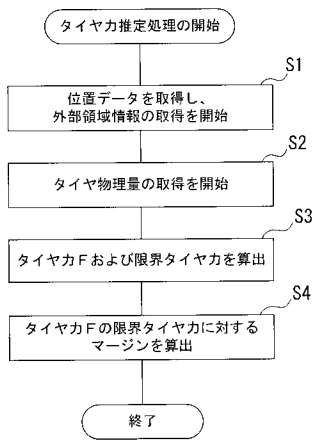 タイヤ力推定処理の開始
S1
位置データを取得し、
外部領域情報の取得を開始
S2
タイヤ物理量の取得を開始
S3
タイヤ力Fおよび限界タイヤ力を算出
S4
タイヤ力Fの限界タイヤ力に対する
マージンを算出
終了